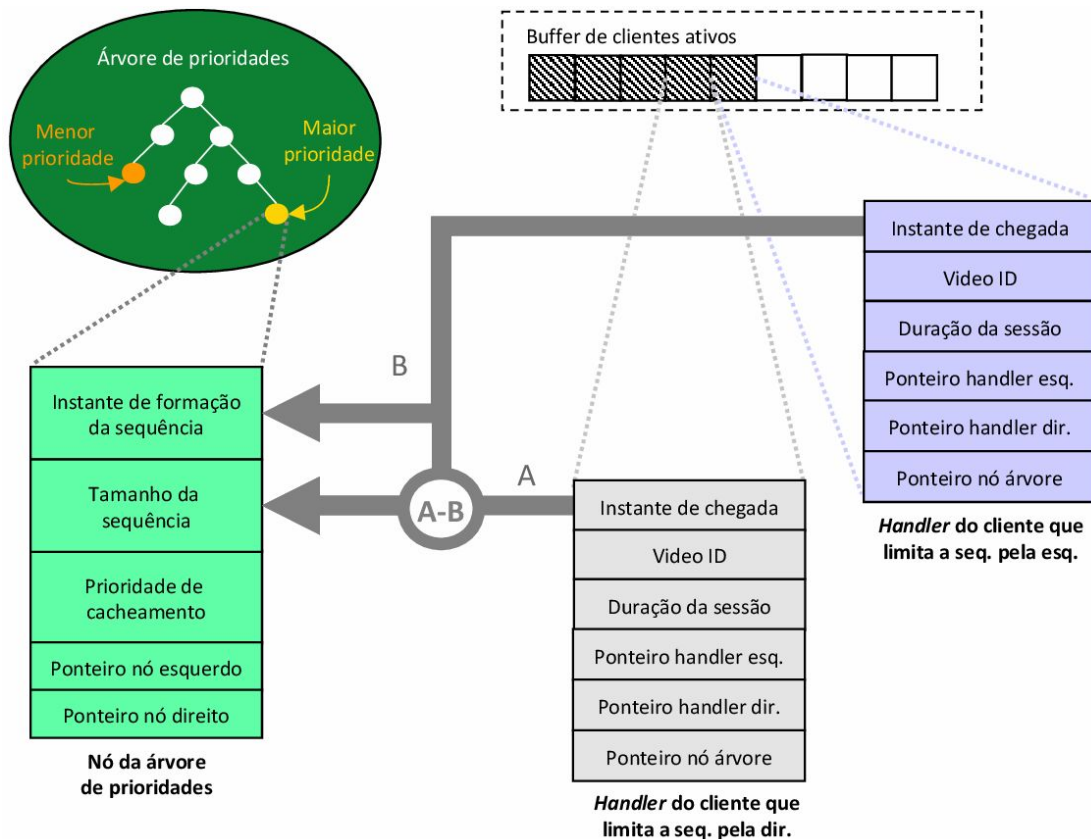 Árvore de prioridades
Menor
prioridade
Maior
prioridade
Buffer de clientes ativos
Instante de chegada
Video ID
Duração da sessão
Ponteiro handler esq.
Ponteiro handler dir.
Ponteiro nó árvore
Handler do cliente que
limita a seq. pela esq.
B
A
A-B
Instante de formação
da sequência
Tamanho da
sequência
Prioridade de
cacheamento
Ponteiro nó esquerdo
Ponteiro nó direito
Nó da árvore
de prioridades
Instante de chegada
Video ID
Duração da sessão
Ponteiro handler esq.
Ponteiro handler dir.
Ponteiro nó árvore
Handler do cliente que
limita a seq. pela dir.